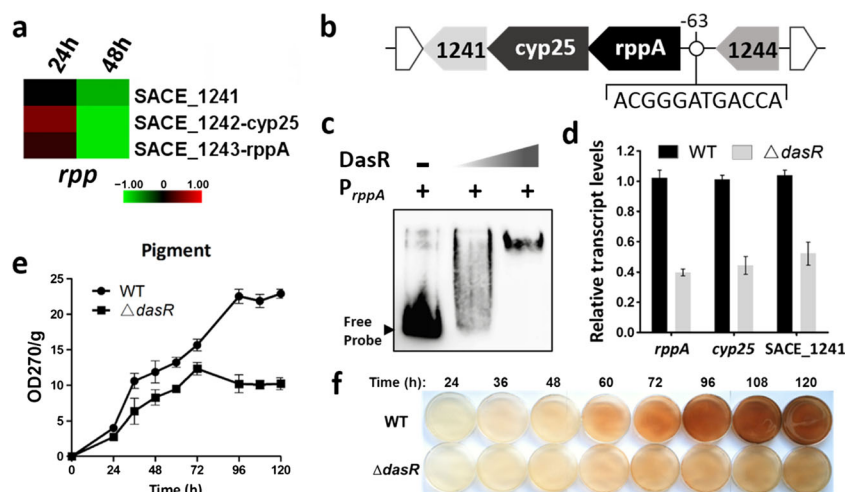 a
24h
48h
SACE_1241
SACE_1242-cyp25
SACE_1243-rppA
rpp
−1.00
0
1.00
b
-63
1241
cyp25
rppA
1244
ACGGGATGACCA
c
DasR
-
PrppA
+
+
+
Free
Probe
d
WT
△dasR
Relative transcript levels
1.2
1.0
0.8
0.6
0.4
0.2
0.0
rppA
cyp25
SACE_1241
e
Pigment
WT
△dasR
OD270/g
25
20
15
10
5
0
0
24
48
72
96
120
Time (h)
f
Time (h):
24
36
48
60
72
96
108
120
WT
ΔdasR